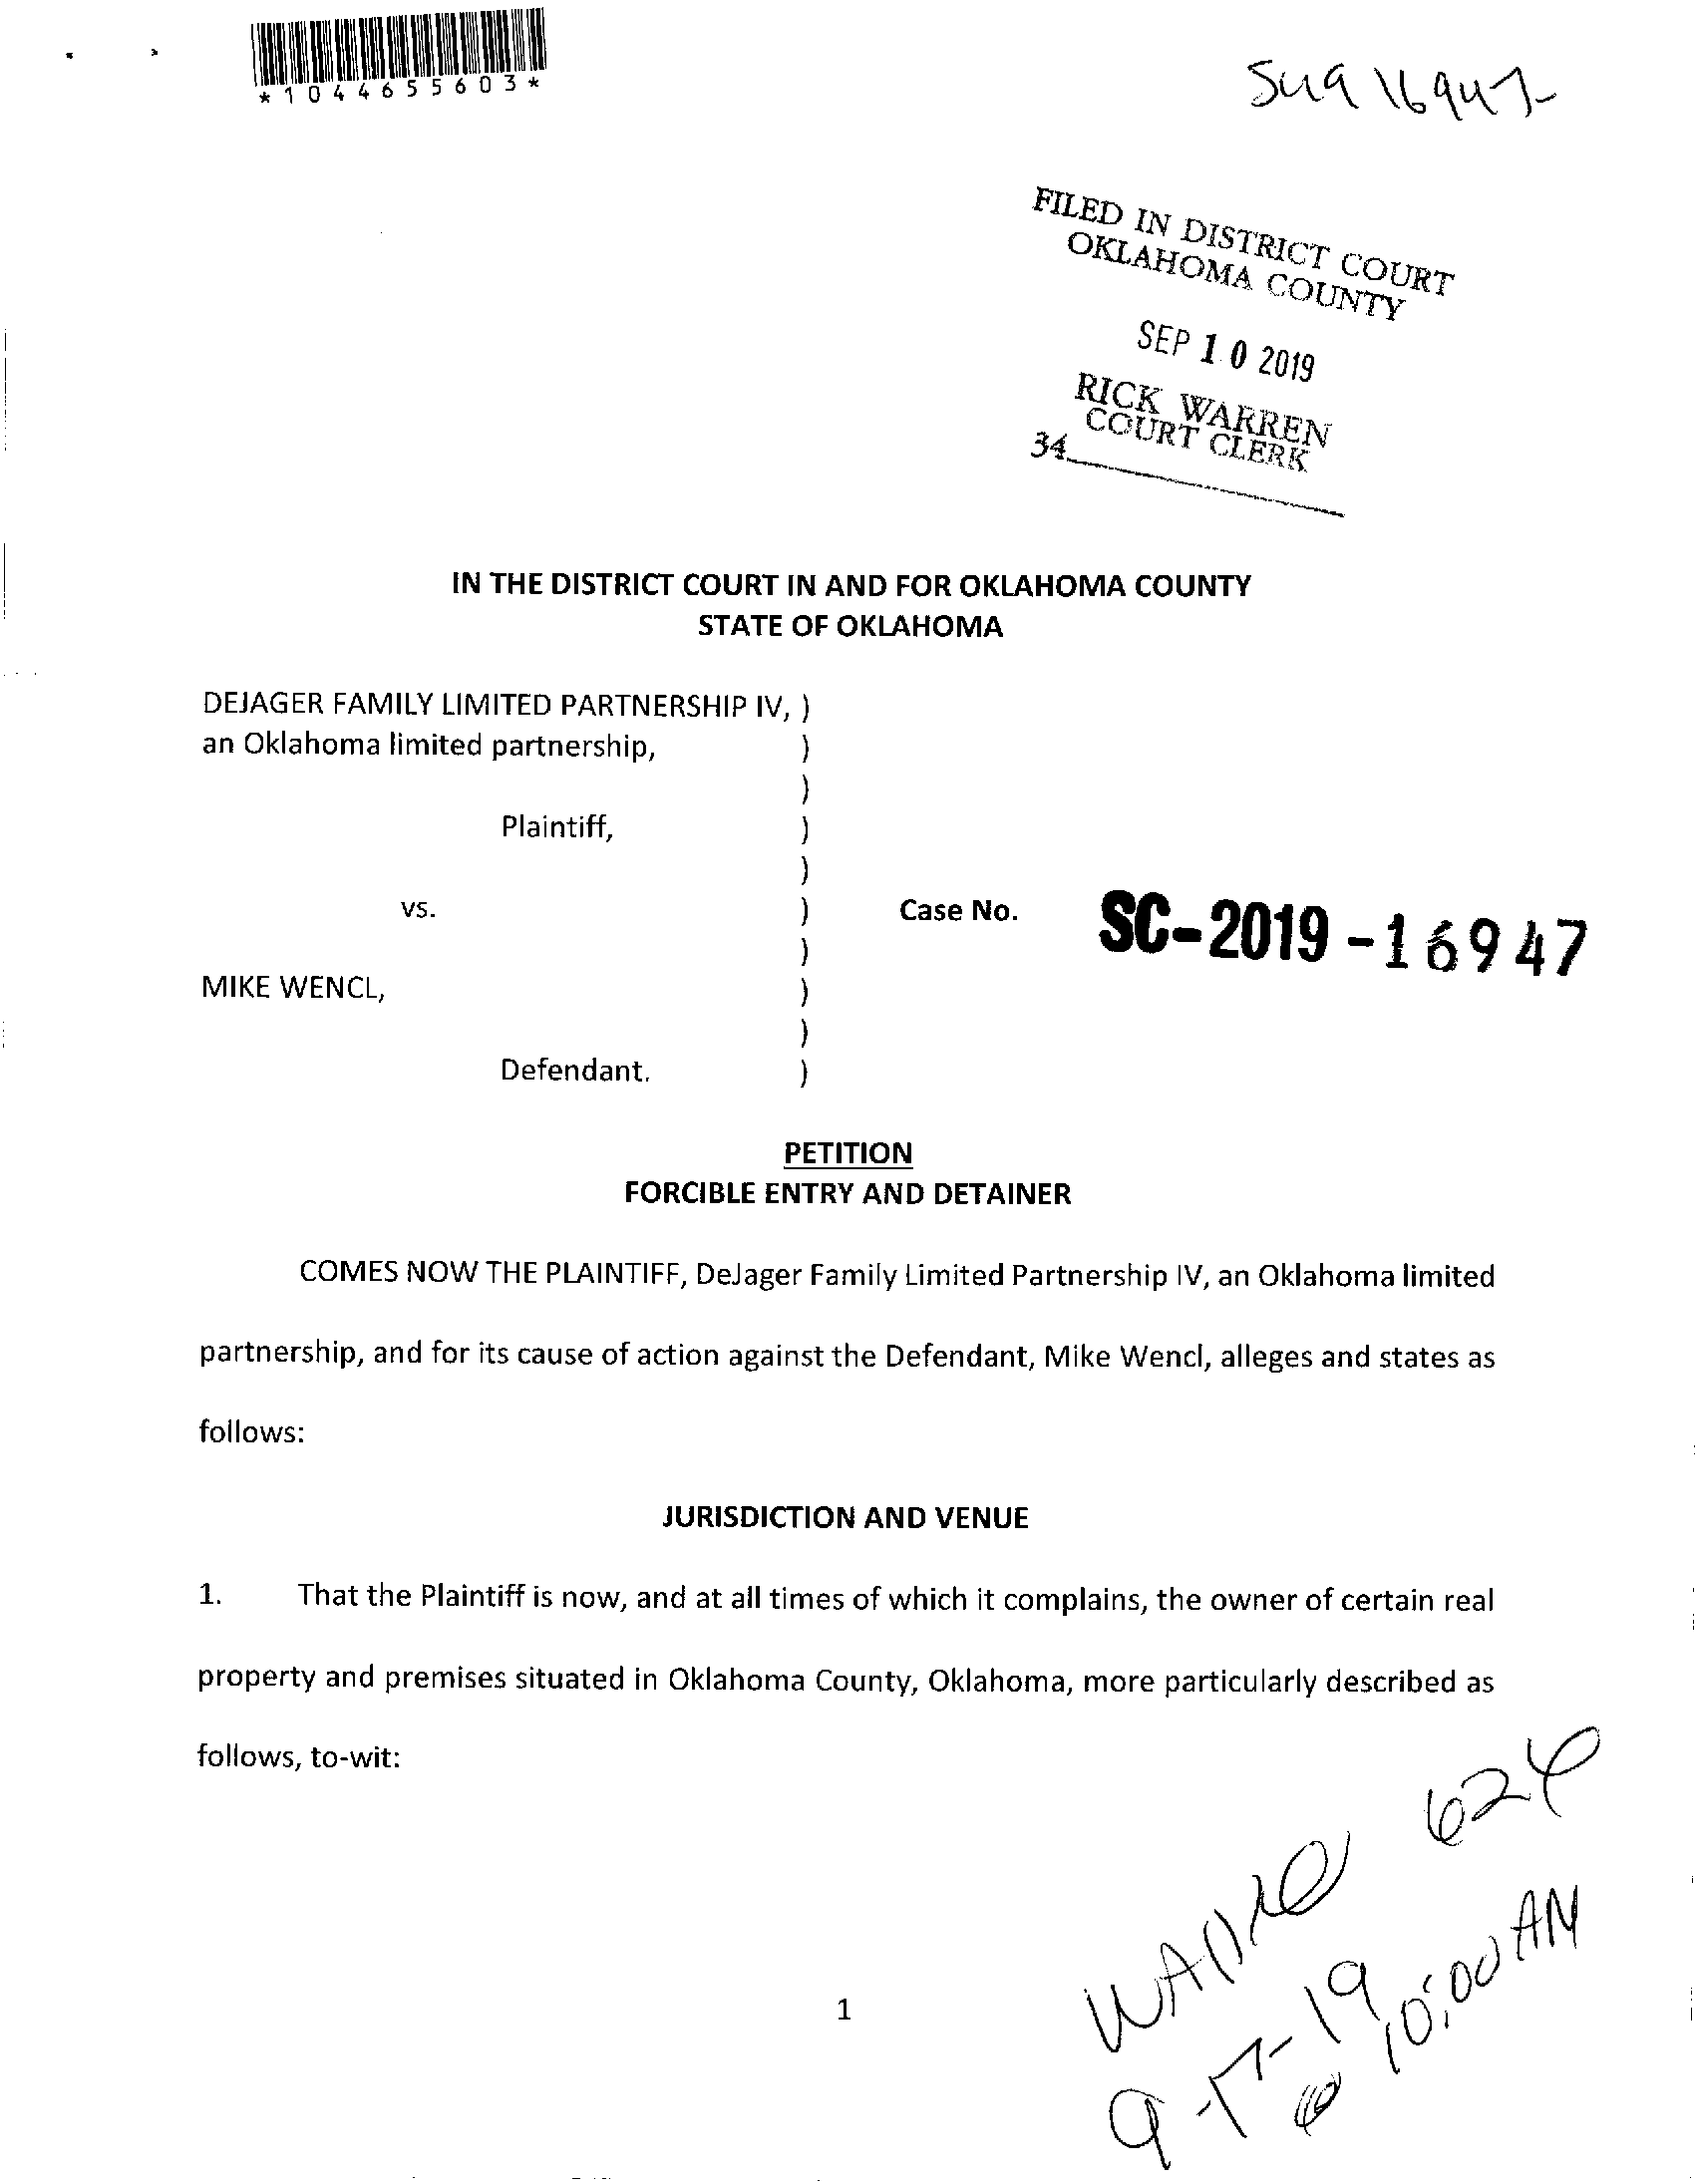 *1044655603*
FILED IN DISTRICT COURT
OKLAHOMA COUNTY
SEP 10 2019
RICK WARREN
COURT CLERK
34
IN THE DISTRICT COURT IN AND FOR OKLAHOMA COUNTY
STATE OF OKLAHOMA
DEJAGER FAMILY LIMITED PARTNERSHIP IV, )
an Oklahoma limited partnership, )
)
Plaintiff, )
)
vs. ) Case No. SC-2019-16947
)
MIKE WENCL, )
)
Defendant. )
PETITION
FORCIBLE ENTRY AND DETAINER
COMES NOW THE PLAINTIFF, DeJager Family Limited Partnership IV, an Oklahoma limited
partnership, and for its cause of action against the Defendant, Mike Wencl, alleges and states as
follows:
JURISDICTION AND VENUE
1. That the Plaintiff is now, and at all times of which it complains, the owner of certain real
property and premises situated in Oklahoma County, Oklahoma, more particularly described as
follows, to-wit:
624
9-17-19
@ 10:00 AM
1